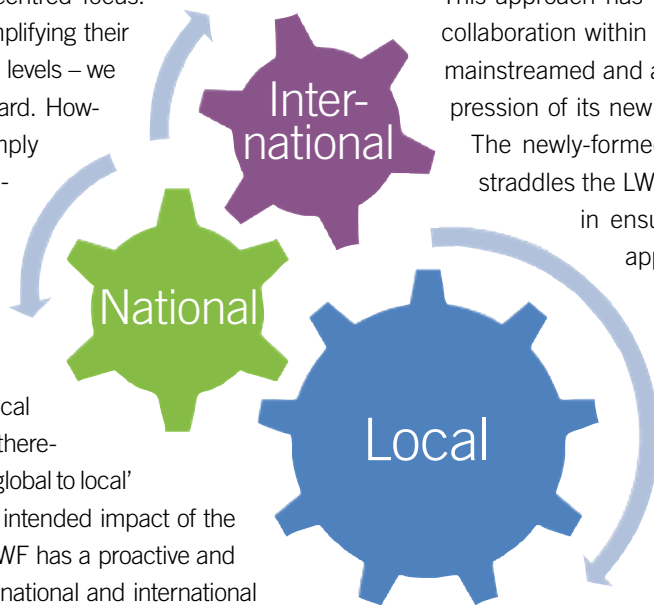 centred focus.
mplifying their
levels – we
ard. How-
mply
-
This approach has
collaboration within
mainstreamed and a
pression of its new
The newly-formed
straddles the LW
in ensu
app
Inter-
national
National
Local
cal
there-
global to local’
intended impact of the
WF has a proactive and
national and international